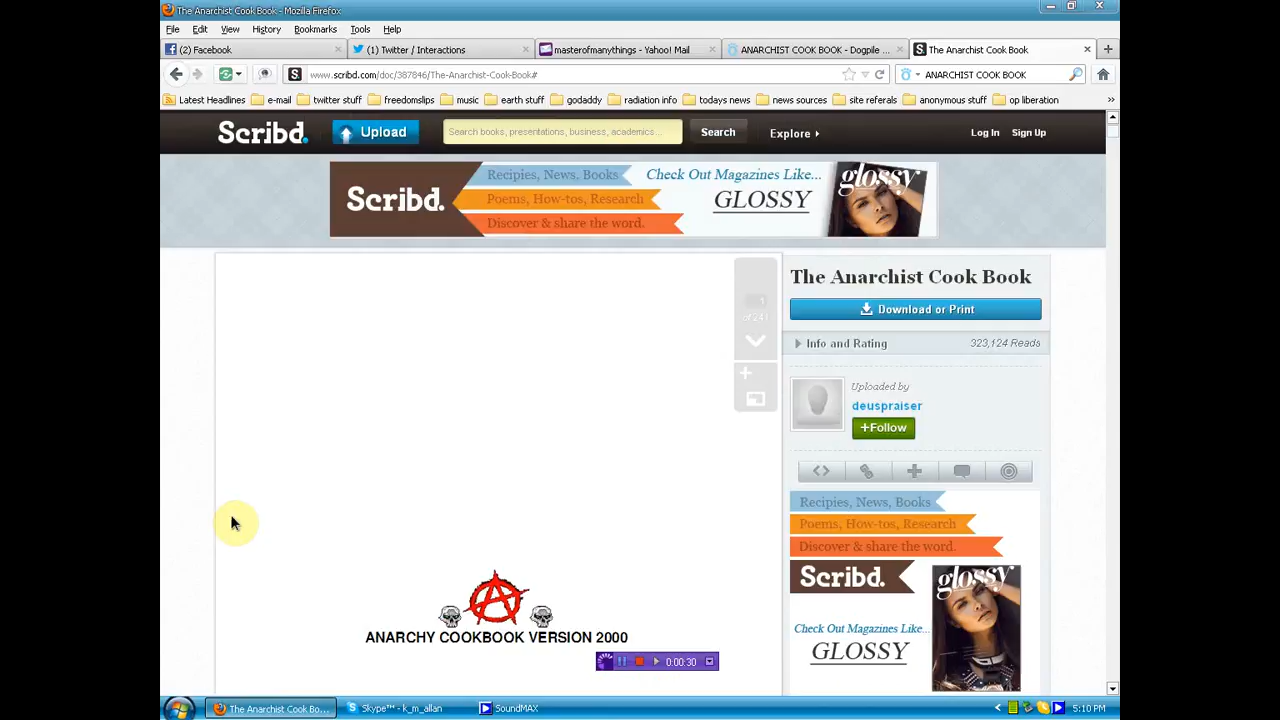 The Anarchist Cook Book - Mozilla Firefox
File Edit View History Bookmarks Tools Help
(2) Facebook × (1) Twitter / Interactions × masterofmanythings - Yahoo! Mail × ANARCHIST COOK BOOK - Dogpile ... × The Anarchist Cook Book × +
www.scribd.com/doc/387846/The-Anarchist-Cook-Book# ANARCHIST COOK BOOK
Latest Headlines e-mail twitter stuff freedomslips music earth stuff godaddy radiation info todays news news sources site referals anonymous stuff op liberation »
Scribd. Upload Search books, presentations, business, academics... Search Explore Log In Sign Up
Scribd.
Recipies, News, Books
Poems, How-tos, Research
Discover & share the word.
Check Out Magazines Like...
GLOSSY
glossy
1
of 241
The Anarchist Cook Book
Download or Print
Info and Rating 323,124 Reads
Uploaded by
deuspraiser
+Follow
Recipies, News, Books
Poems, How-tos, Research
Discover & share the word.
Scribd.
glossy
Check Out Magazines Like...
GLOSSY
ANARCHY COOKBOOK VERSION 2000
0:00:30
The Anarchist Cook Bo... Skype™ - k_m_allan SoundMAX 5:10 PM